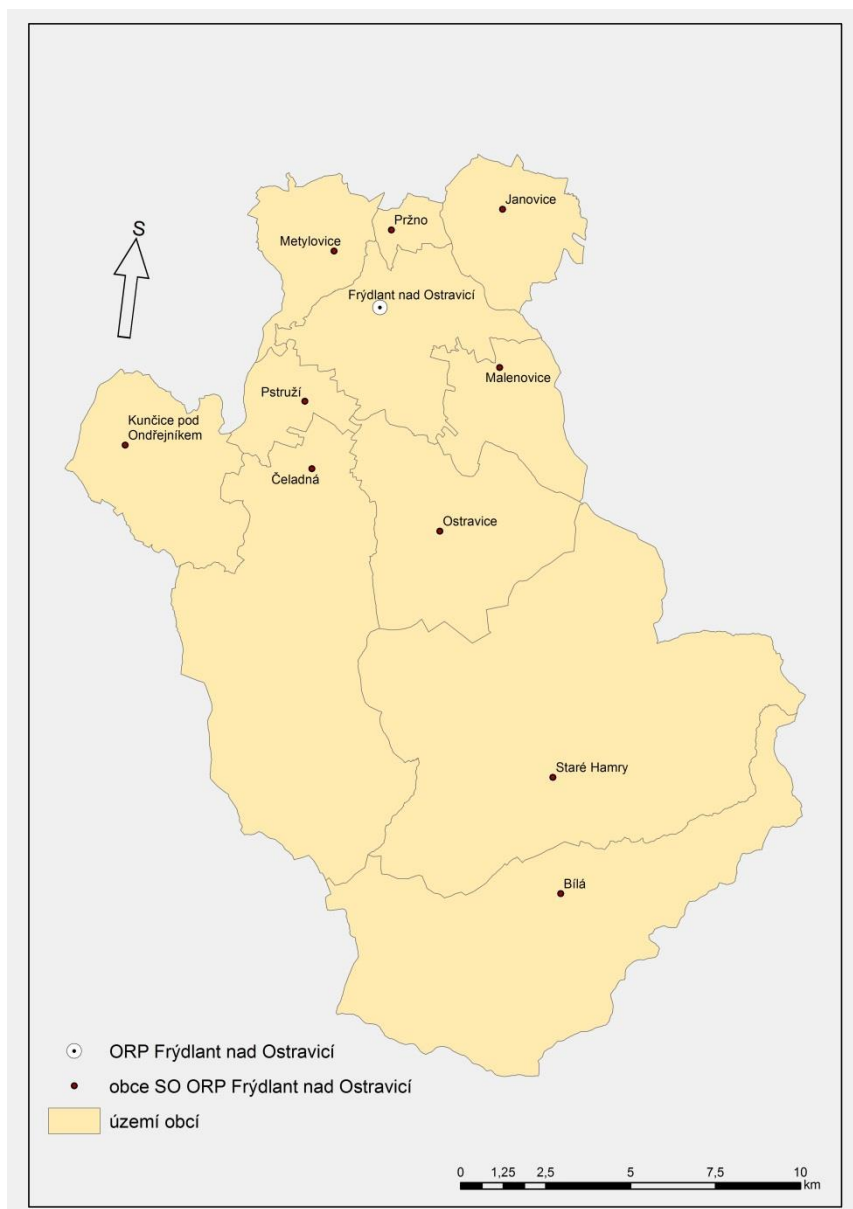 S
Janovice
Pržno
Metylovice
Frýdlant nad Ostravicí
Malenovice
Pstruží
Kunčice pod
Ondřejníkem
Čeladná
Ostravice
Staré Hamry
Bílá
ORP Frýdlant nad Ostravicí
obce SO ORP Frýdlant nad Ostravicí
území obcí
0 1,25 2,5 5 7,5 10
km